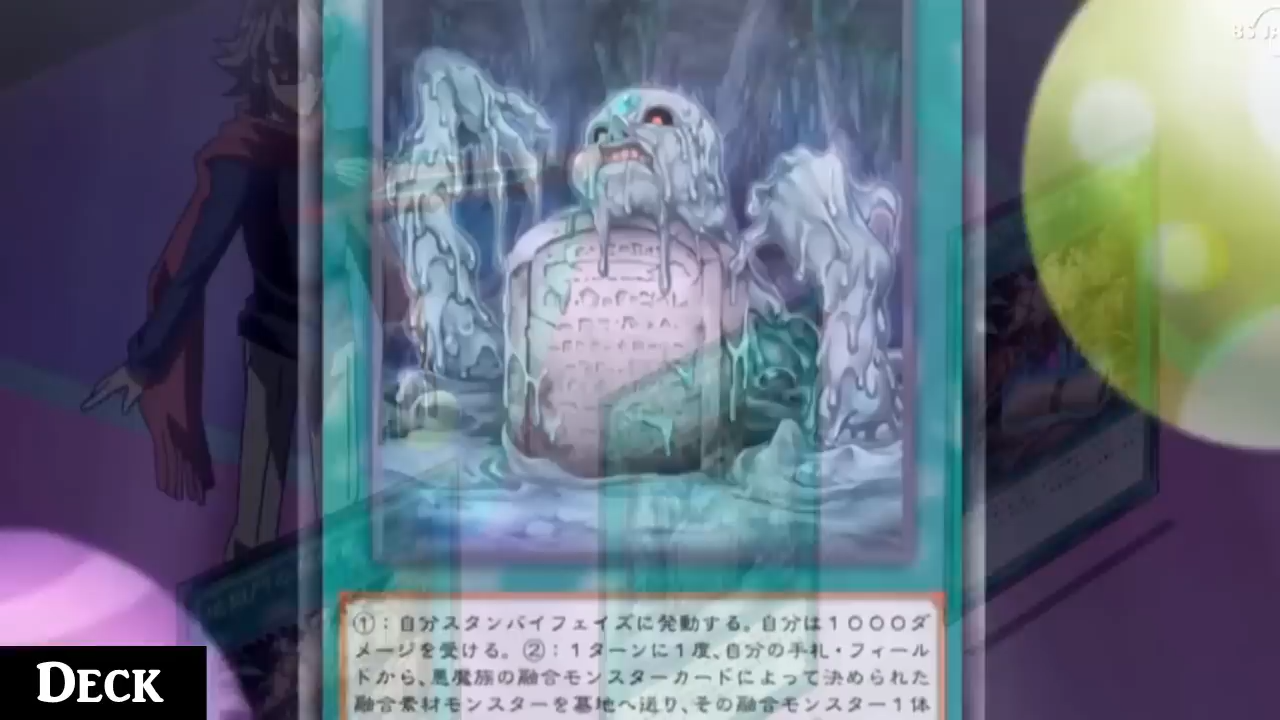 ①：自分スタンバイフェイズに発動する。自分は１０００ダ
メージを受ける。②：１ターンに１度、自分の手札・フィール
ドから、悪魔族の融合モンスターカードによって決められた
融合素材モンスターを墓地へ送り、その融合モンスター１体
DECK